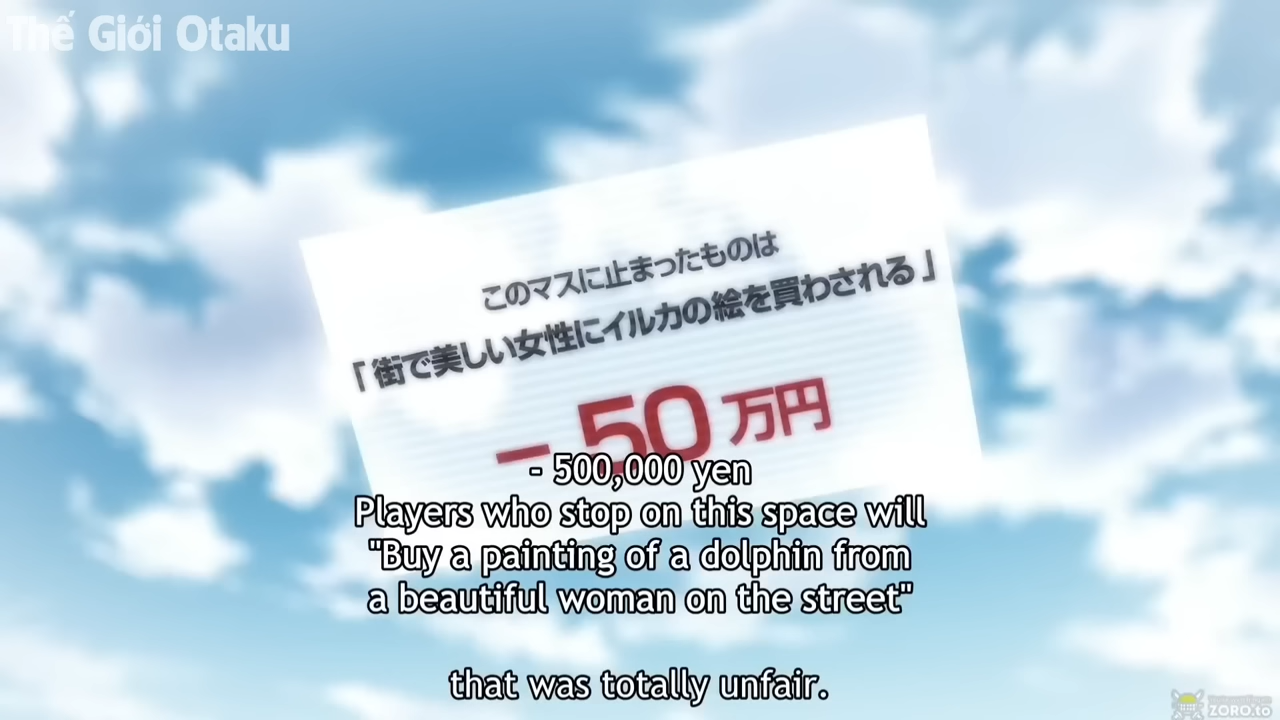 Thế Giới Otaku
このマスに止まったものは
「街で美しい女性にイルカの絵を買わされる」
- 50万円
- 500,000 yen
Players who stop on this space will
"Buy a painting of a dolphin from
a beautiful woman on the street"
that was totally unfair.
ZORO.to